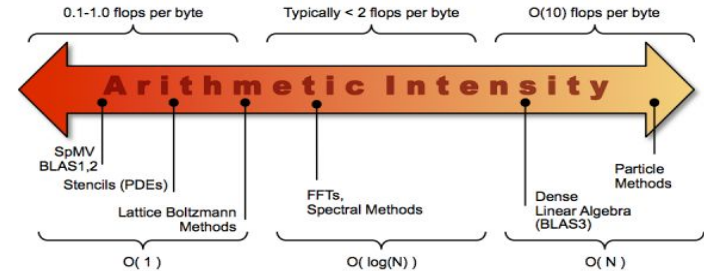 0.1-1.0 flops per byte
Typically < 2 flops per byte
O(10) flops per byte
Arithmetic Intensity
SpMV
BLAS1,2
Stencils (PDEs)
Lattice Boltzmann
Methods
FFTs,
Spectral Methods
Dense
Linear Algebra
(BLAS3)
Particle
Methods
O( 1 )
O( log(N) )
O( N )